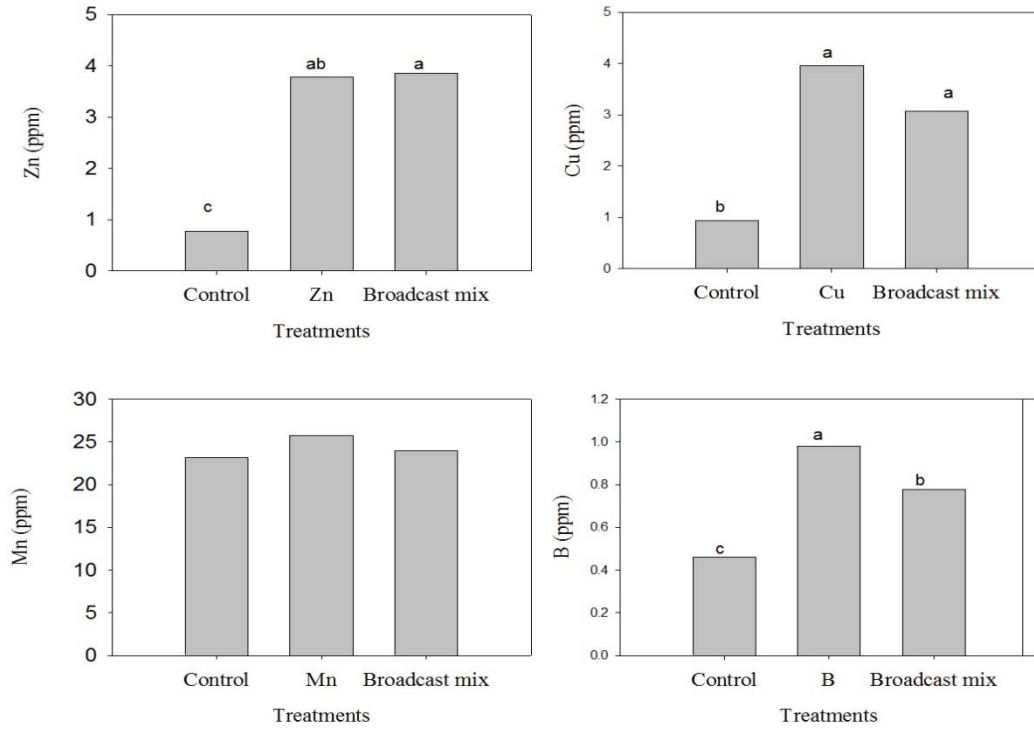 Zn (ppm)
5
4
3
2
1
0
c
ab
a
Control Zn Broadcast mix
Treatments
Cu (ppm)
5
4
3
2
1
0
b
a
a
Control Cu Broadcast mix
Treatments
Mn (ppm)
30
25
20
15
10
5
0
Control Mn Broadcast mix
Treatments
B (ppm)
1.2
1.0
0.8
0.6
0.4
0.2
0.0
c
a
b
Control B Broadcast mix
Treatments